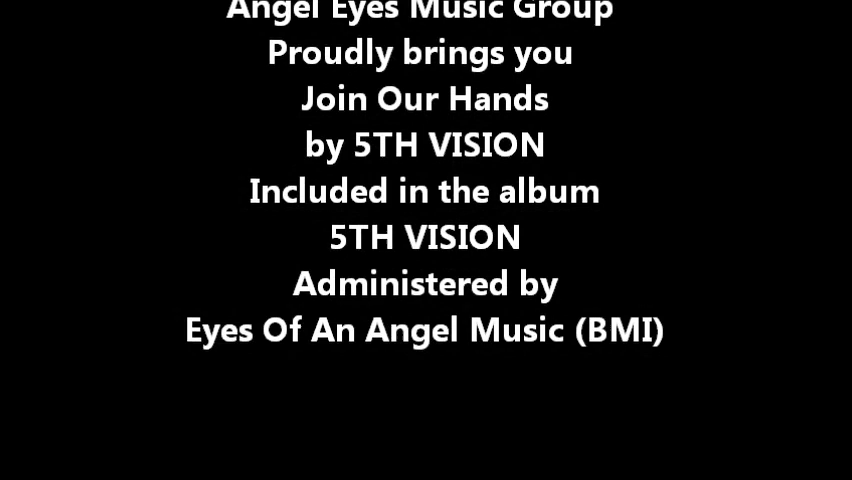 Angel Eyes Music Group
Proudly brings you
Join Our Hands
by 5TH VISION
Included in the album
5TH VISION
Administered by
Eyes Of An Angel Music (BMI)